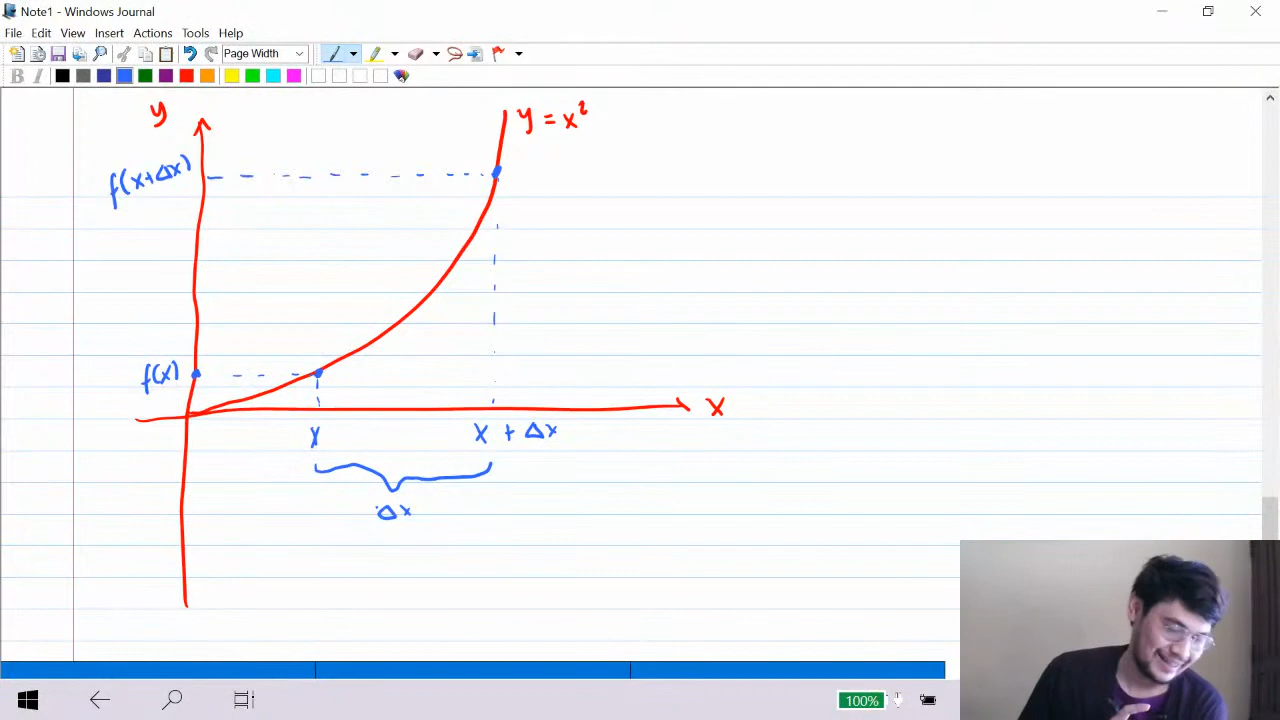 Note1 - Windows Journal
File Edit View Insert Actions Tools Help
Page Width
B I
y
y = x²
f(x+Δx)
f(x)
x
x
x + Δx
Δx
100%